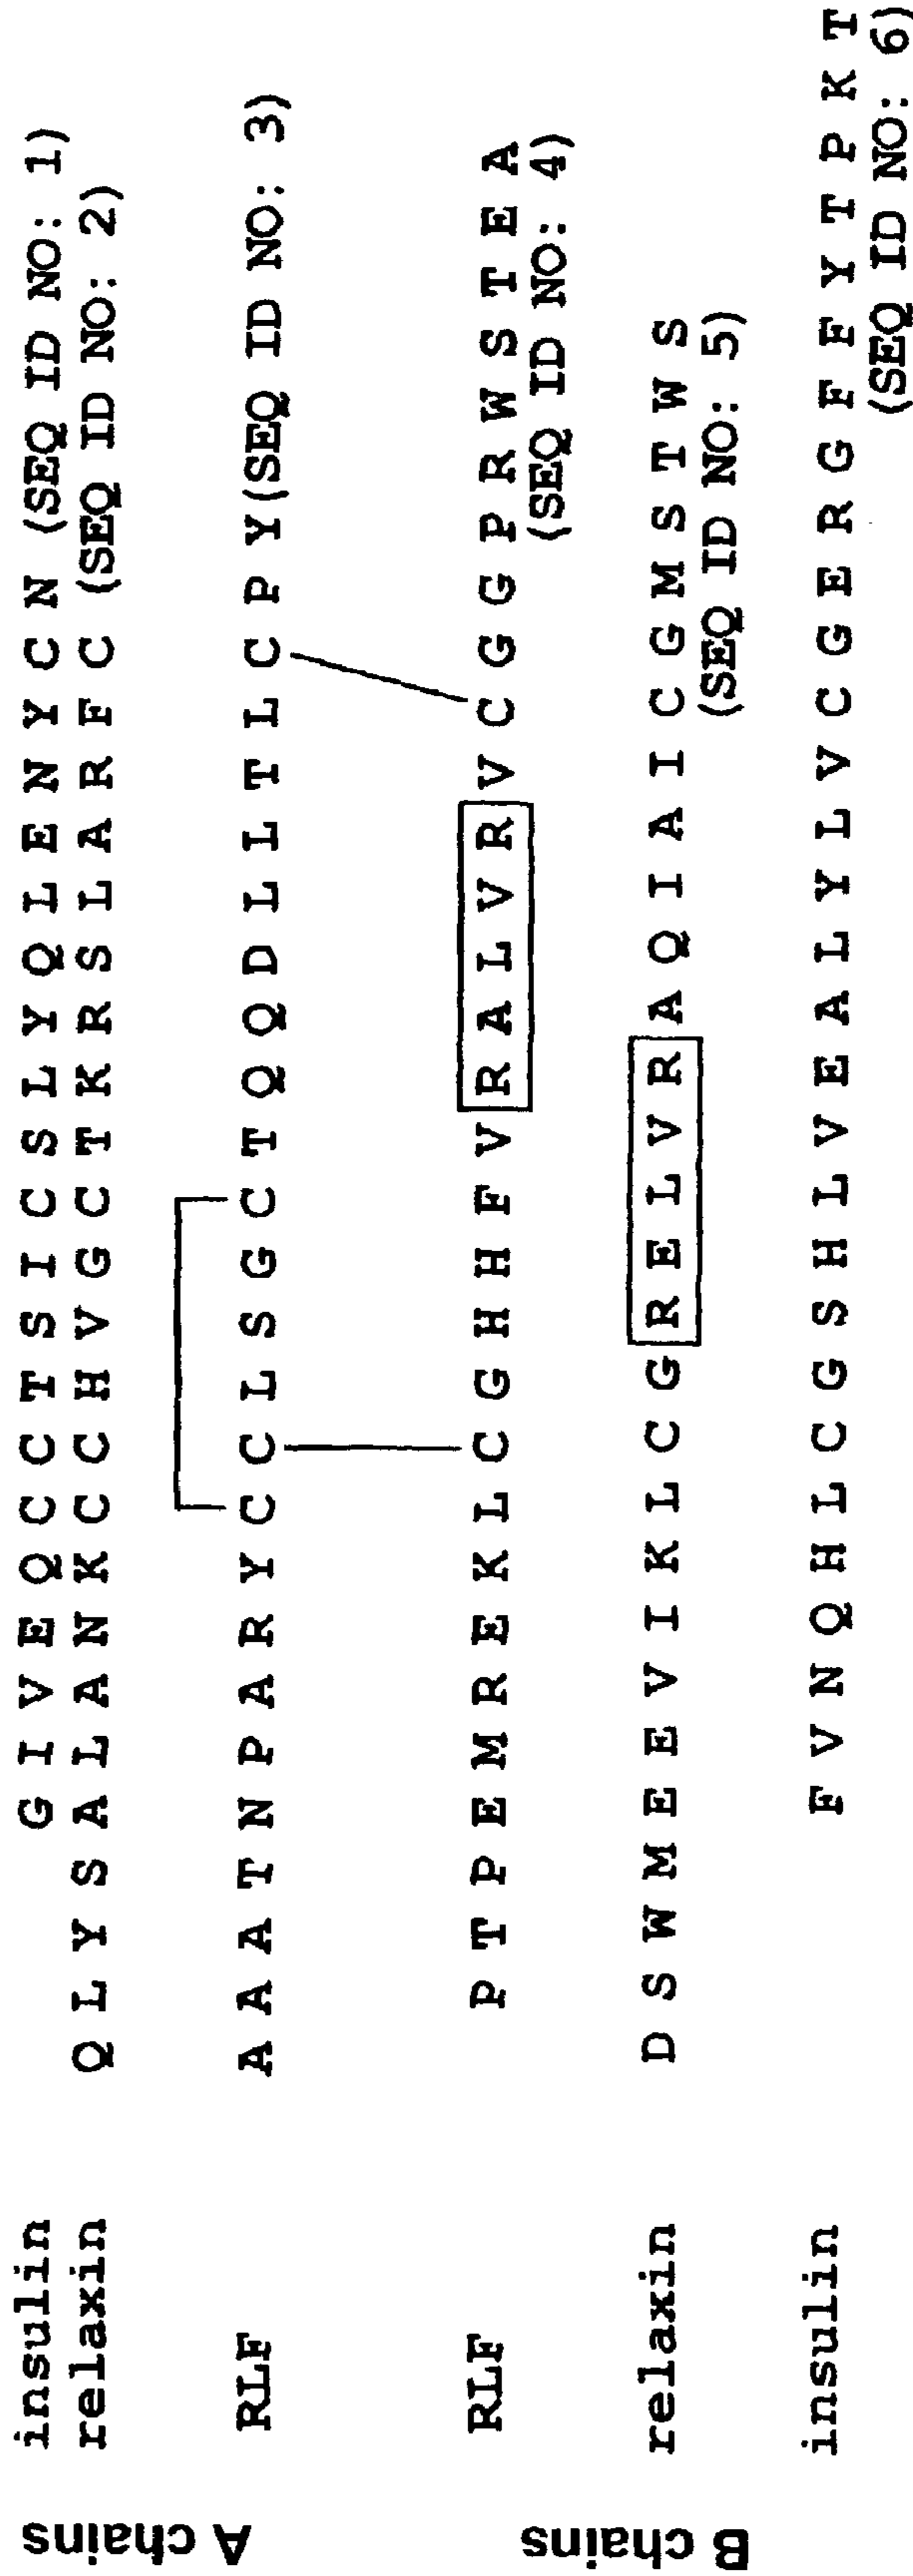 A chains
insulin G I V E Q C C T S I C S L Y Q L E N Y C N (SEQ ID NO: 1)
relaxin Q L Y S A L A N K C C H V G C T K R S L A R F C (SEQ ID NO: 2)
RLF A A A T N P A R Y C C L S G C T Q Q D L L T L C P Y (SEQ ID NO: 3)
B chains
RLF P T P E M R E K L C G H H F V R A L V R V C G G P R W S T E A
(SEQ ID NO: 4)
relaxin D S W M E E V I K L C G R E L V R A Q I A I C G M S T W S
(SEQ ID NO: 5)
insulin F V N Q H L C G S H L V E A L Y L V C G E R G F F Y T P K T
(SEQ ID NO: 6)